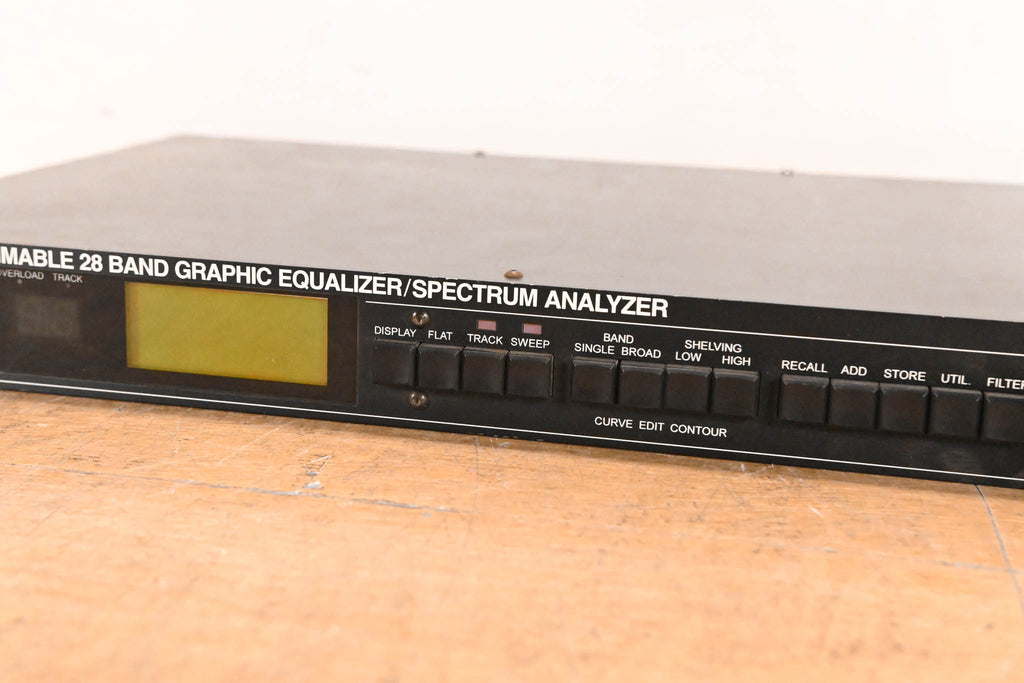 MABLE 28 BAND GRAPHIC EQUALIZER/SPECTRUM ANALYZER
OVERLOAD TRACK
DISPLAY FLAT TRACK SWEEP
BAND
SINGLE BROAD
SHELVING
LOW HIGH
RECALL ADD STORE UTIL. FILTER
CURVE EDIT CONTOUR